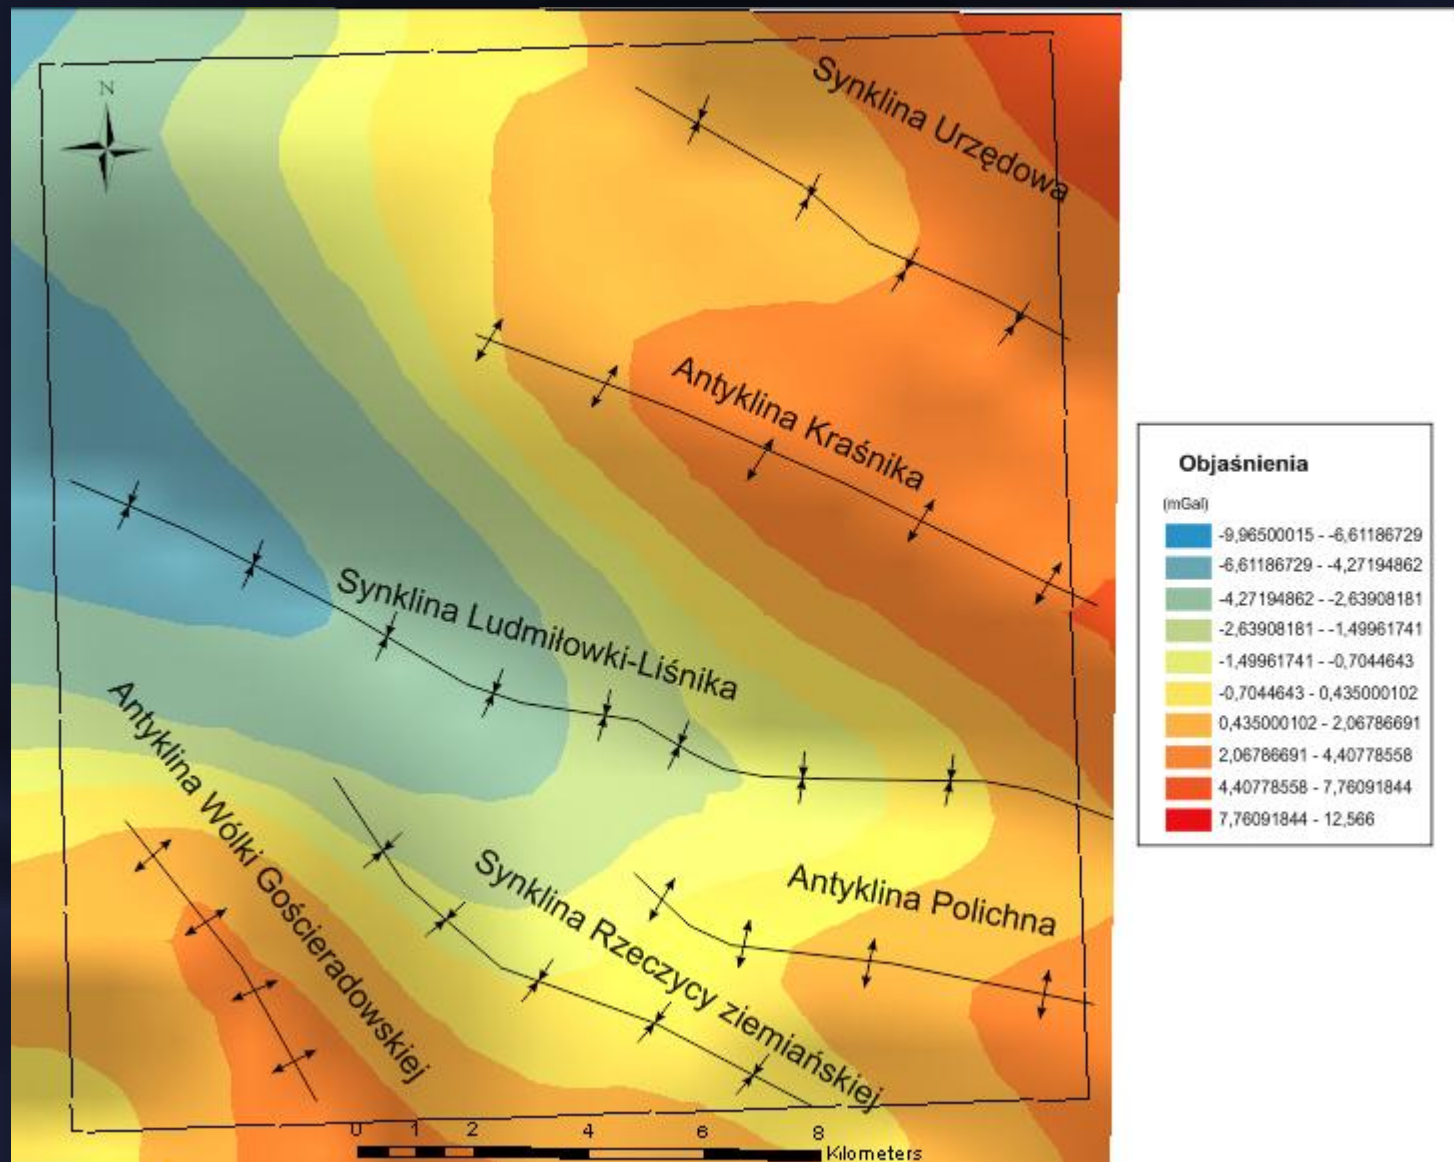 N
Synklina Urzędowa
Antyklina Kraśnika
Synklina Ludmiłowki-Liśnika
Antyklina Wólki Gościeradowskiej
Synklina Rzeczycy ziemiańskiej
Antyklina Polichna
0 1 2 4 6 8
Kilometers
Objaśnienia
(mGal)
-9,96500015 - -6,61186729
-6,61186729 - -4,27194862
-4,27194862 - -2,63908181
-2,63908181 - -1,49961741
-1,49961741 - -0,7044643
-0,7044643 - 0,435000102
0,435000102 - 2,06786691
2,06786691 - 4,40778558
4,40778558 - 7,76091844
7,76091844 - 12,566